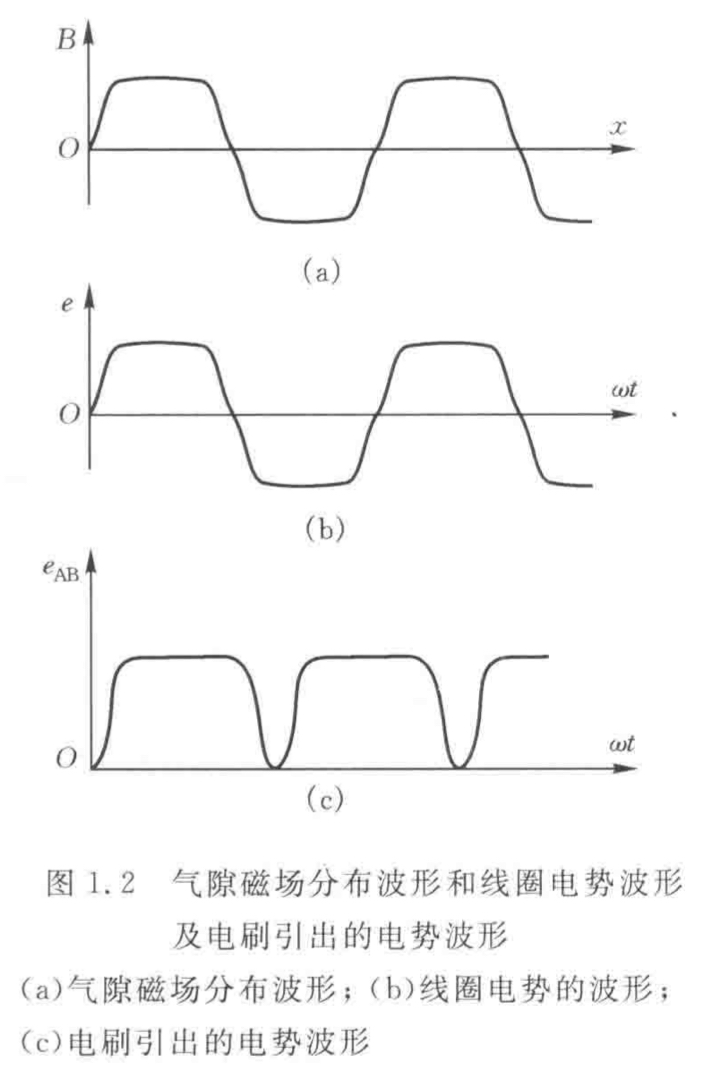 B
x
O
(a)
e
ωt
O
(b)
eAB
ωt
O
(c)
图 1.2 气隙磁场分布波形和线圈电势波形
及电刷引出的电势波形
(a)气隙磁场分布波形；(b)线圈电势的波形；
(c)电刷引出的电势波形